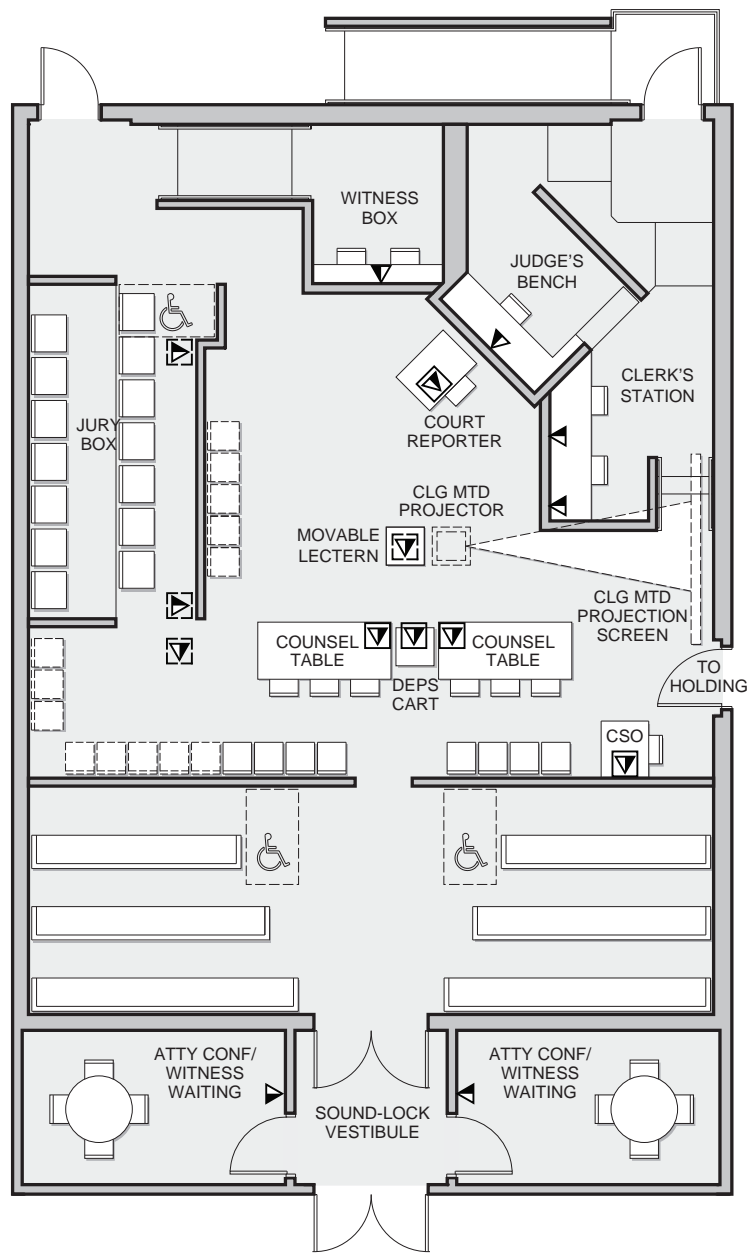 WITNESS
BOX
JUDGE'S
BENCH
CLERK'S
STATION
JURY
BOX
COURT
REPORTER
CLG MTD
PROJECTOR
MOVABLE
LECTERN
CLG MTD
PROJECTION
SCREEN
COUNSEL
TABLE
DEPS
CART
COUNSEL
TABLE
TO
HOLDING
CSO
ATTY CONF/
WITNESS
WAITING
SOUND-LOCK
VESTIBULE
ATTY CONF/
WITNESS
WAITING